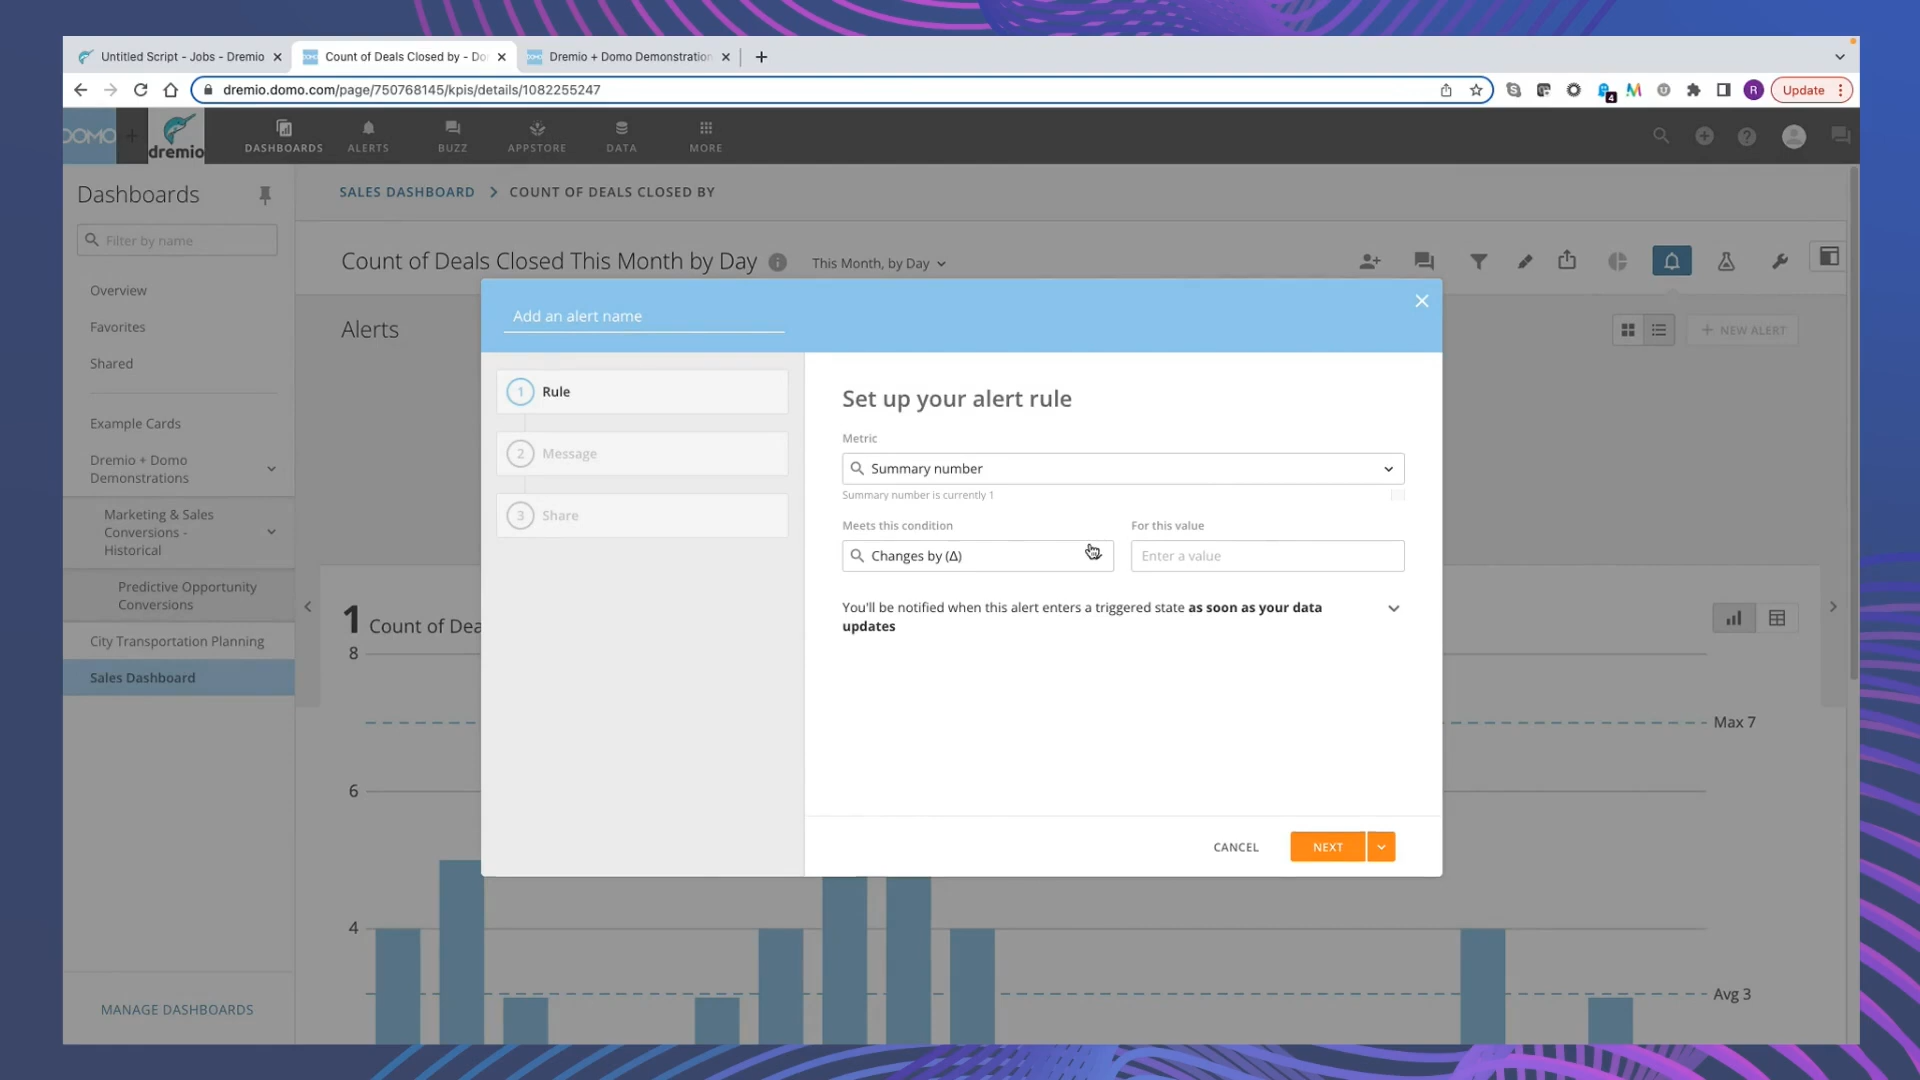 Untitled Script - Jobs - Dremio
Count of Deals Closed by - Do
Dremio + Domo Demonstration
dremio.domo.com/page/750768145/kpis/details/1082255247
4
R
Update
DOMO
+
dremio
DASHBOARDS
ALERTS
BUZZ
APPSTORE
DATA
MORE
Dashboards
Filter by name
Overview
Favorites
Shared
Example Cards
Dremio + Domo
Demonstrations
Marketing & Sales
Conversions -
Historical
Predictive Opportunity
Conversions
City Transportation Planning
Sales Dashboard
MANAGE DASHBOARDS
SALES DASHBOARD > COUNT OF DEALS CLOSED BY
Count of Deals Closed This Month by Day
This Month, by Day
Alerts
+ NEW ALERT
Add an alert name
1 Rule
2 Message
3 Share
Set up your alert rule
Metric
Summary number
Summary number is currently 1
Meets this condition
For this value
Changes by (Δ)
Enter a value
You'll be notified when this alert enters a triggered state as soon as your data
updates
CANCEL
NEXT
1 Count of Dea
8
Max 7
6
4
Avg 3